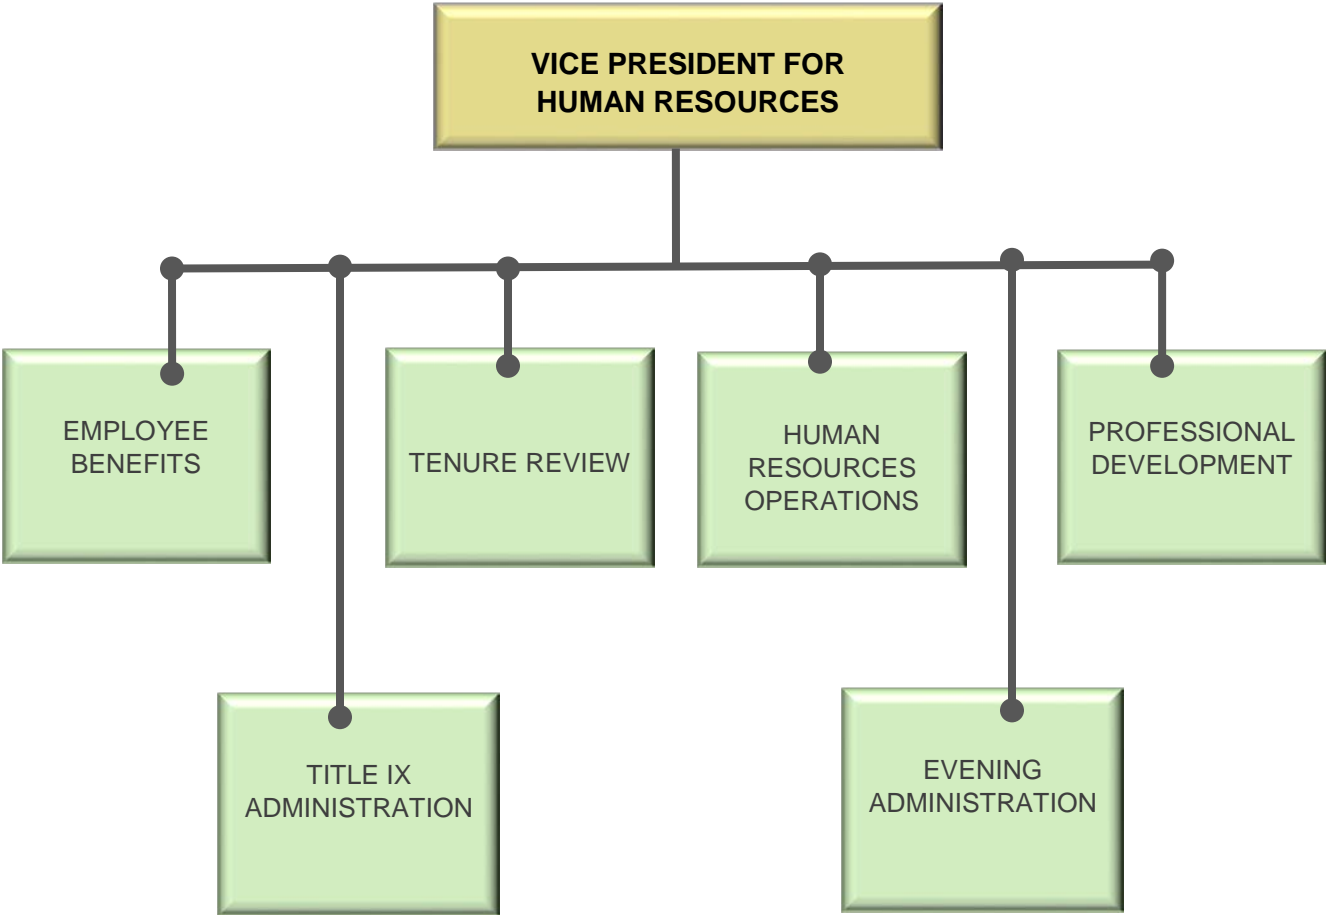 VICE PRESIDENT FOR
HUMAN RESOURCES
EMPLOYEE
BENEFITS
TENURE REVIEW
HUMAN
RESOURCES
OPERATIONS
PROFESSIONAL
DEVELOPMENT
TITLE IX
ADMINISTRATION
EVENING
ADMINISTRATION